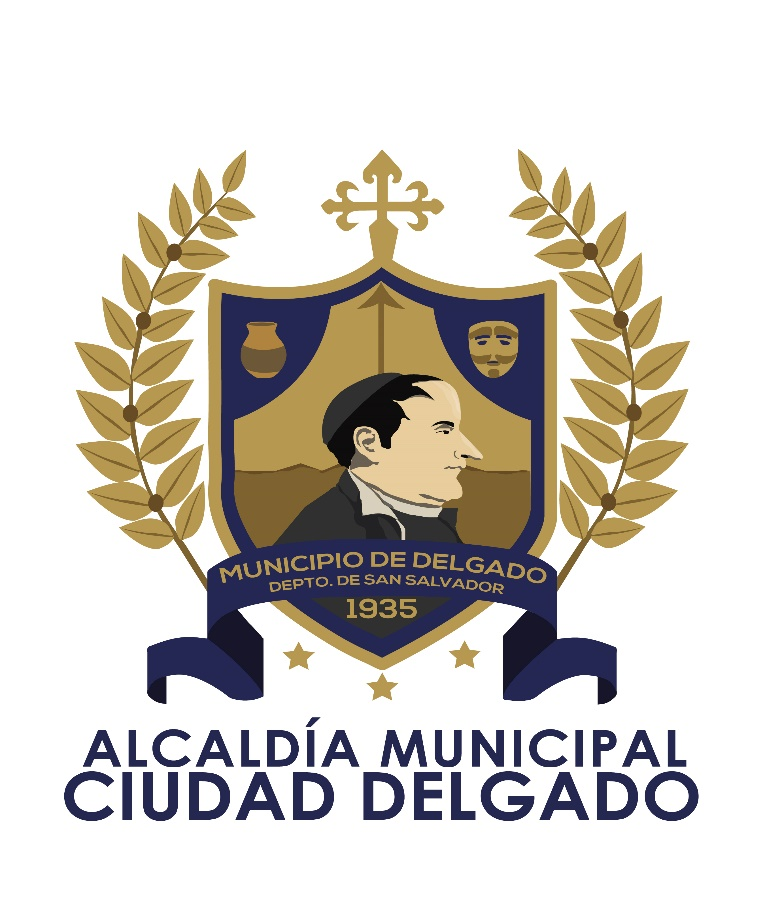 MUNICIPIO DE DELGADO
DEPTO. DE SAN SALVADOR
1935
ALCALDÍA MUNICIPAL
CIUDAD DELGADO